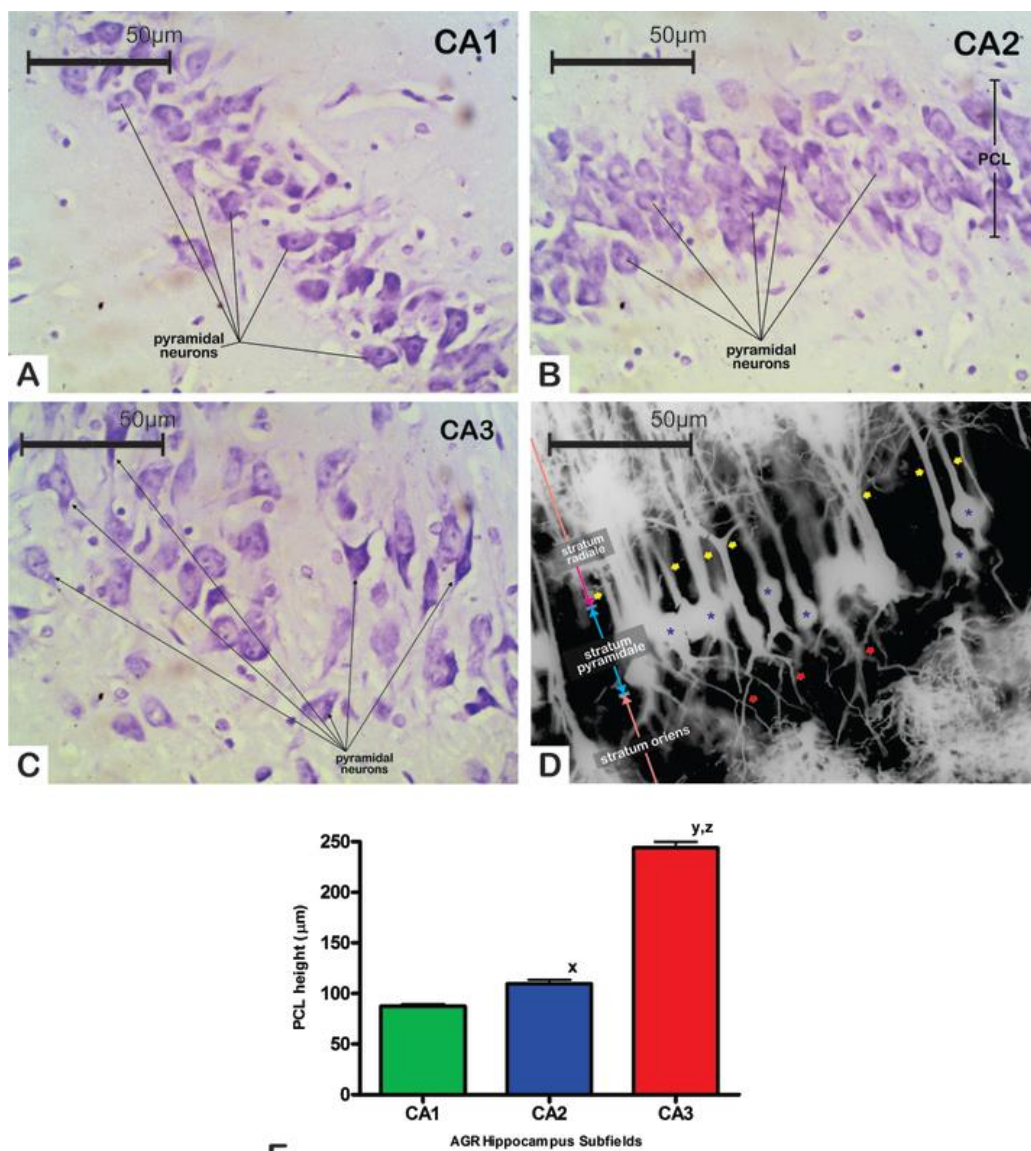 50µm
CA1
pyramidal
neurons
A
50µm
CA2
PCL
pyramidal
neurons
B
50µm
CA3
pyramidal
neurons
C
50µm
stratum
radiale
stratum
pyramidale
stratum oriens
D
250
200
150
100
50
0
PCL height (µm)
x
y,z
CA1
CA2
CA3
AGR Hippocampus Subfields